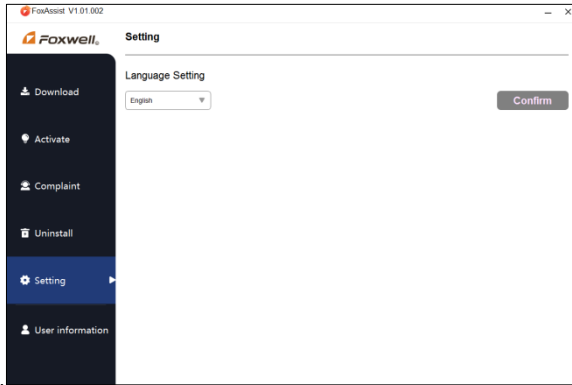 FoxAssist V1.01.002
FOXWELL®
Setting
Download
Activate
Complaint
Uninstall
Setting
User information
Language Setting
English
Confirm